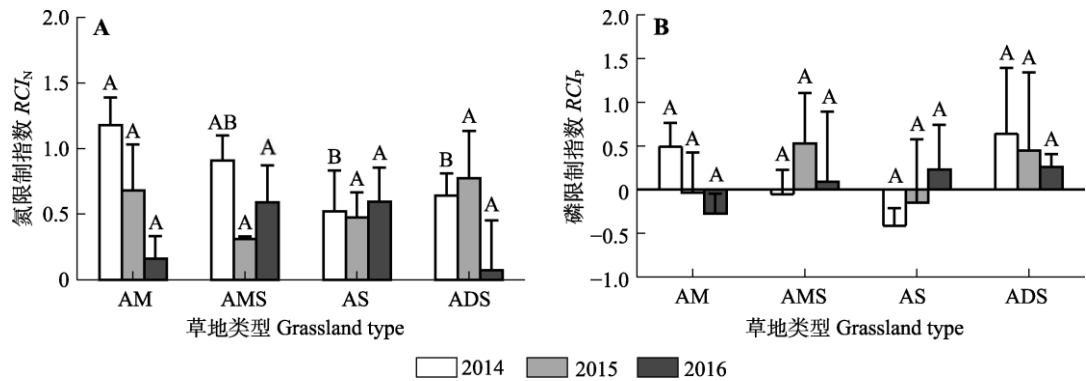 A
氮限制指数 RCI_N
2.0
1.5
1.0
0.5
0
A
A
A
AB
A
A
B
A
A
B
A
A
AM
AMS
AS
ADS
草地类型 Grassland type
B
磷限制指数 RCI_P
2.0
1.5
1.0
0.5
0
−0.5
−1.0
A
A
A
A
A
A
A
A
A
A
A
A
AM
AMS
AS
ADS
草地类型 Grassland type
2014
2015
2016